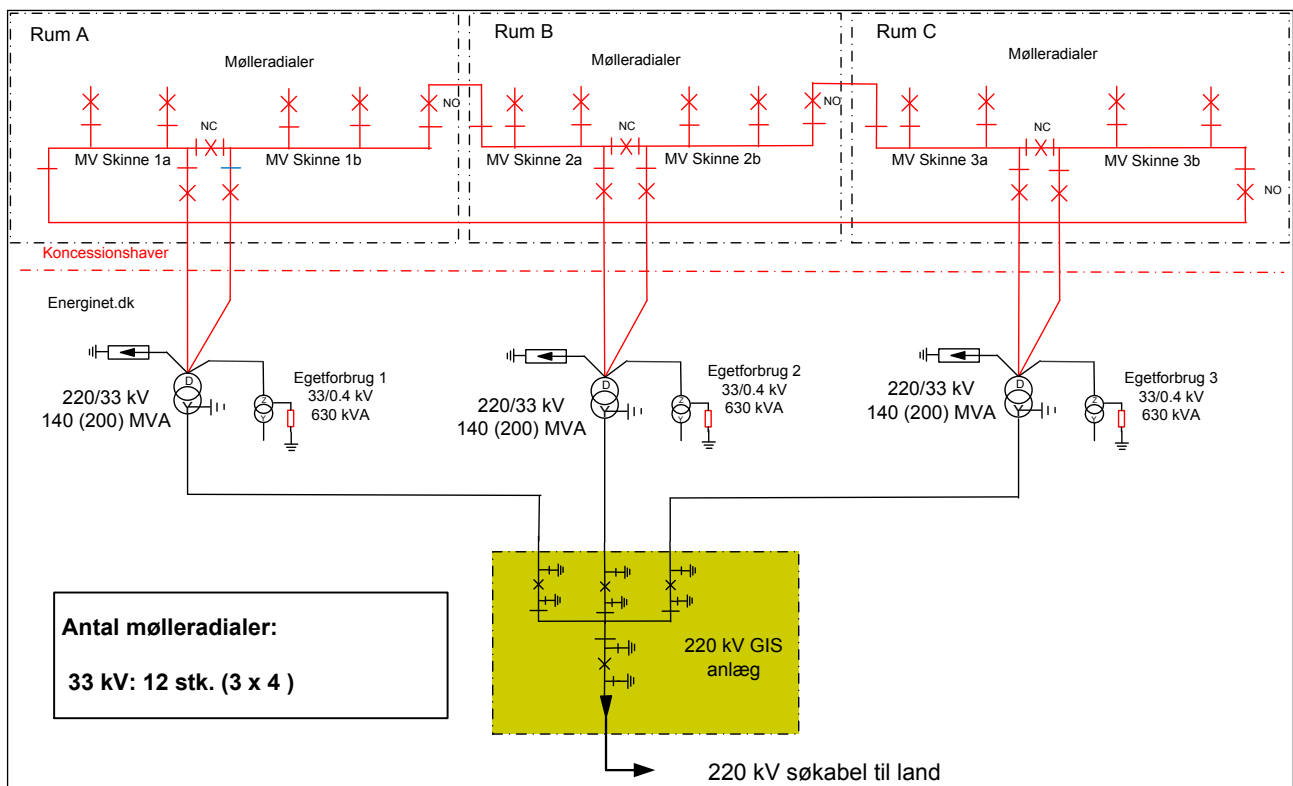 Rum A
Rum B
Rum C
Mølleradialer
Mølleradialer
Mølleradialer
NO
NO
NC
NC
NC
MV Skinne 1a
MV Skinne 1b
MV Skinne 2a
MV Skinne 2b
MV Skinne 3a
MV Skinne 3b
NO
Koncessionshaver
Energinet.dk
D
Y
220/33 kV
140 (200) MVA
Z
Y
Egetforbrug 1
33/0.4 kV
630 kVA
D
Y
220/33 kV
140 (200) MVA
Z
Y
Egetforbrug 2
33/0.4 kV
630 kVA
D
Y
220/33 kV
140 (200) MVA
Z
Y
Egetforbrug 3
33/0.4 kV
630 kVA
Antal mølleradialer:
33 kV: 12 stk. (3 x 4 )
220 kV GIS
anlæg
220 kV søkabel til land